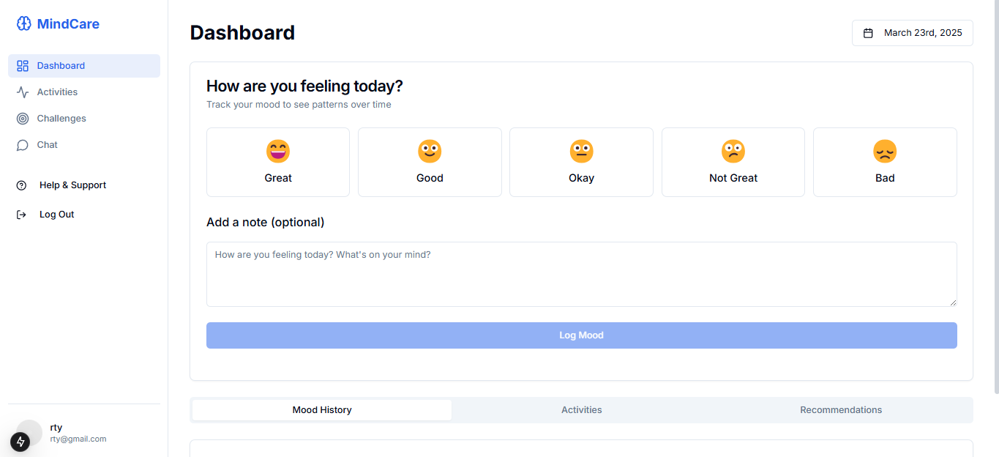 MindCare
Dashboard
Activities
Challenges
Chat
Help & Support
Log Out
rty
rty@gmail.com
Dashboard
March 23rd, 2025
How are you feeling today?
Track your mood to see patterns over time
Great
Good
Okay
Not Great
Bad
Add a note (optional)
How are you feeling today? What's on your mind?
Log Mood
Mood History
Activities
Recommendations